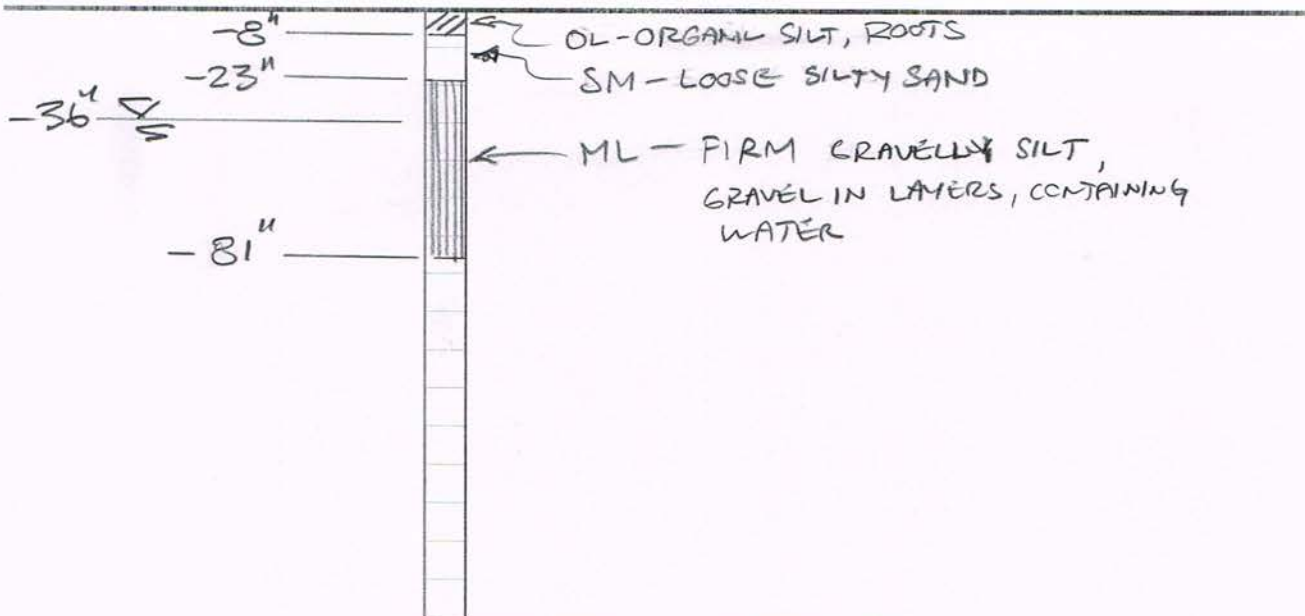 -8"
OL-ORGANIC SILT, ROOTS
-23"
SM-LOOSE SILTY SAND
-36"
ML- FIRM GRAVELLY SILT,
GRAVEL IN LAYERS, CONTAINING
WATER
-81"